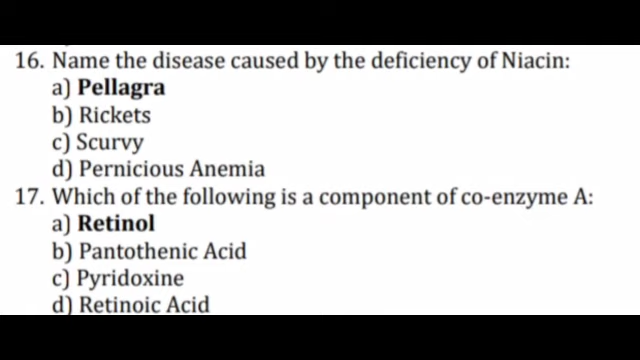 16. Name the disease caused by the deficiency of Niacin:
a) Pellagra
b) Rickets
c) Scurvy
d) Pernicious Anemia
17. Which of the following is a component of co-enzyme A:
a) Retinol
b) Pantothenic Acid
c) Pyridoxine
d) Retinoic Acid